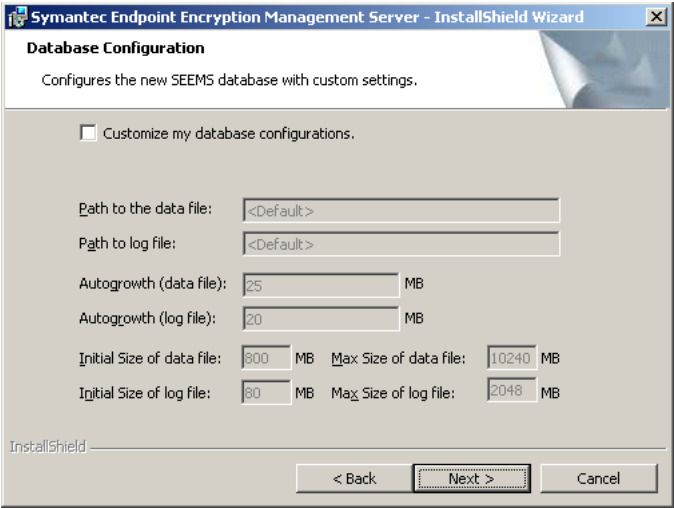 Symantec Endpoint Encryption Management Server - InstallShield Wizard
Database Configuration
Configures the new SEEMS database with custom settings.
Customize my database configurations.
Path to the data file: <Default>
Path to log file: <Default>
Autogrowth (data file): 25 MB
Autogrowth (log file): 20 MB
Initial Size of data file: 800 MB Max Size of data file: 10240 MB
Initial Size of log file: 80 MB Max Size of log file: 2048 MB
InstallShield
< Back Next > Cancel